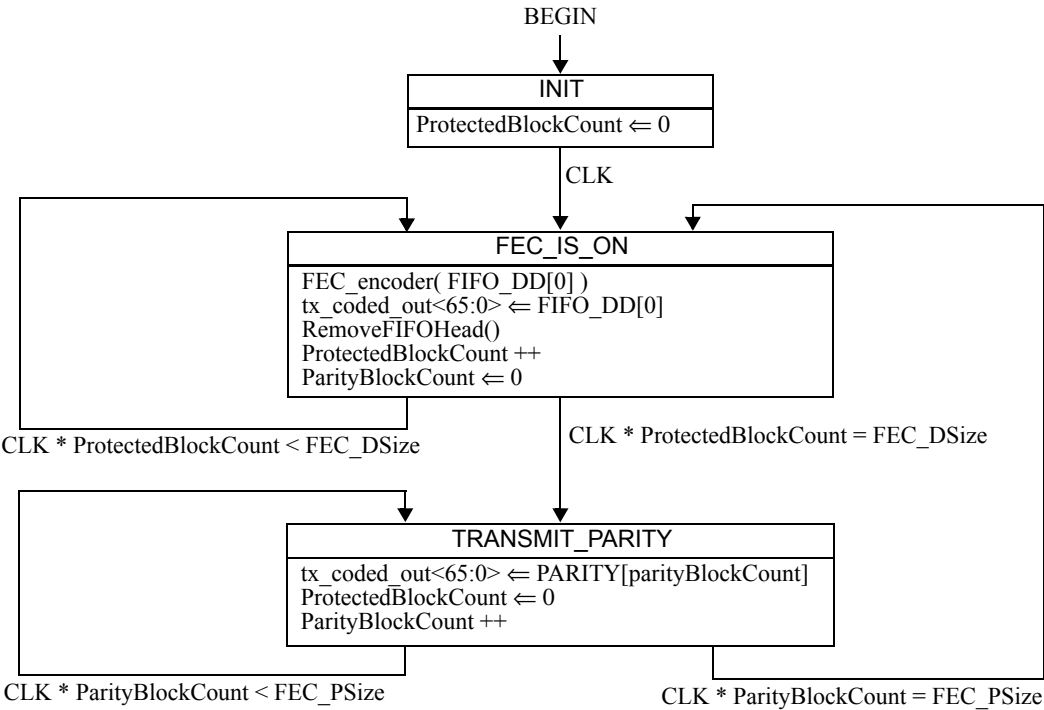 BEGIN
INIT
ProtectedBlockCount ⇐ 0
CLK
FEC_IS_ON
FEC_encoder( FIFO_DD[0] )
tx_coded_out<65:0> ⇐ FIFO_DD[0]
RemoveFIFOHead()
ProtectedBlockCount ++
ParityBlockCount ⇐ 0
CLK * ProtectedBlockCount < FEC_DSize
CLK * ProtectedBlockCount = FEC_DSize
TRANSMIT_PARITY
tx_coded_out<65:0> ⇐ PARITY[parityBlockCount]
ProtectedBlockCount ⇐ 0
ParityBlockCount ++
CLK * ParityBlockCount < FEC_PSize
CLK * ParityBlockCount = FEC_PSize